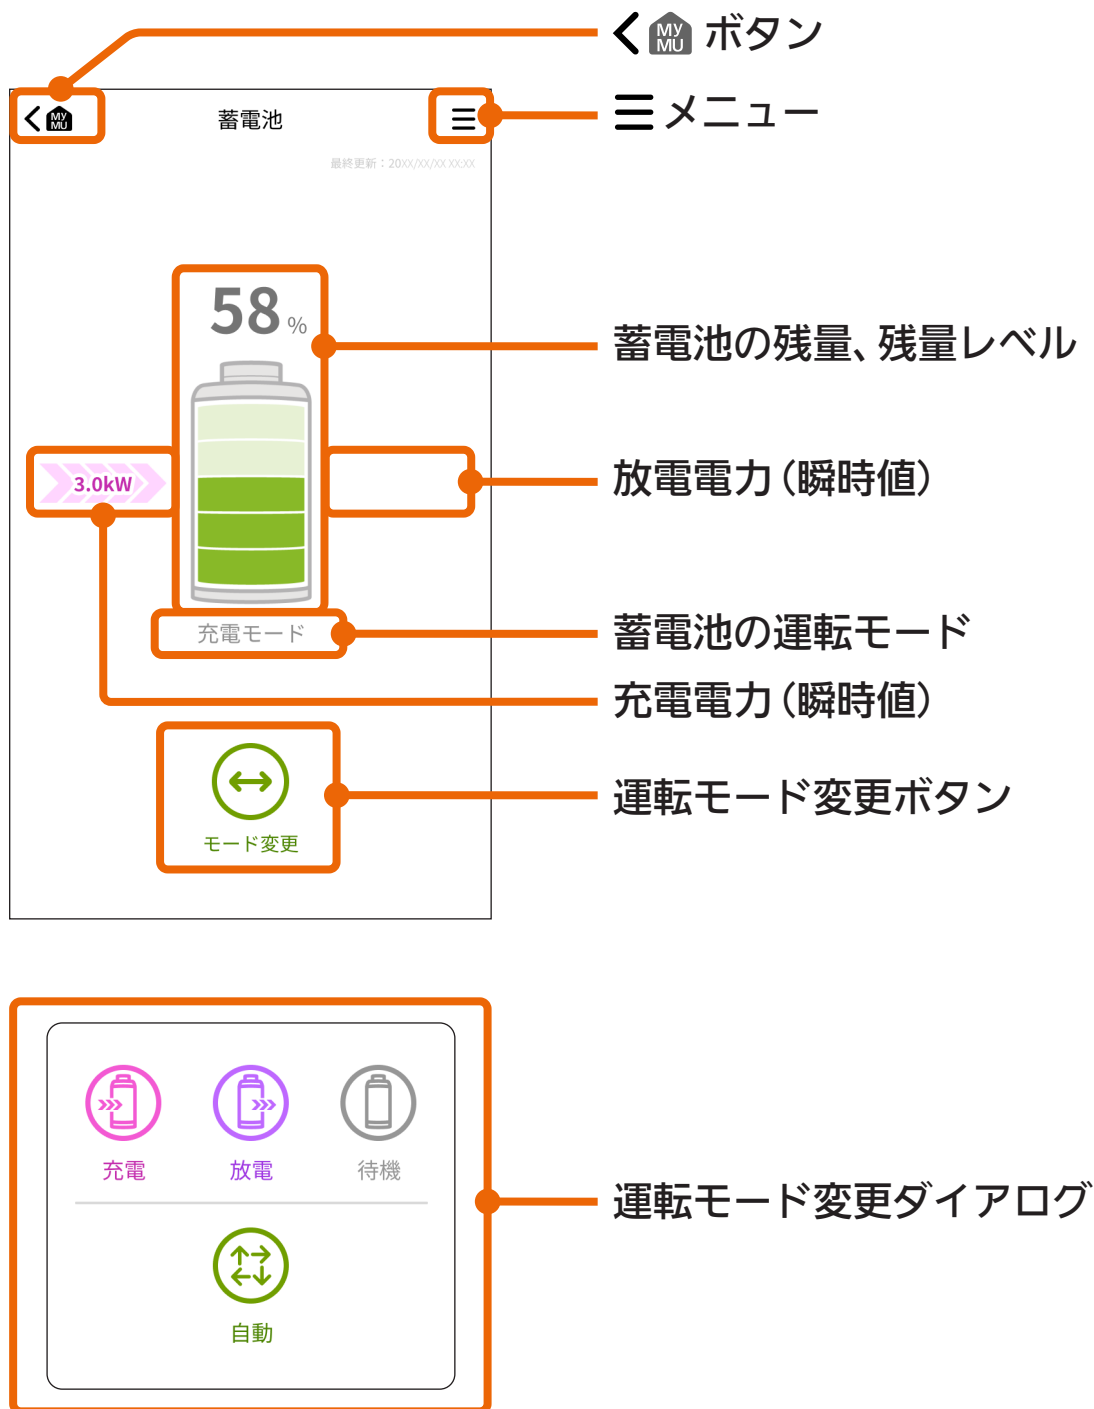 MyMU ボタン
MyMU 蓄電池
メニュー
最終更新：20XX/XX/XX XX:XX
58 %
蓄電池の残量、残量レベル
3.0kW
放電電力（瞬時値）
充電モード
蓄電池の運転モード
充電電力（瞬時値）
運転モード変更ボタン
モード変更
充電 放電 待機
運転モード変更ダイアログ
自動